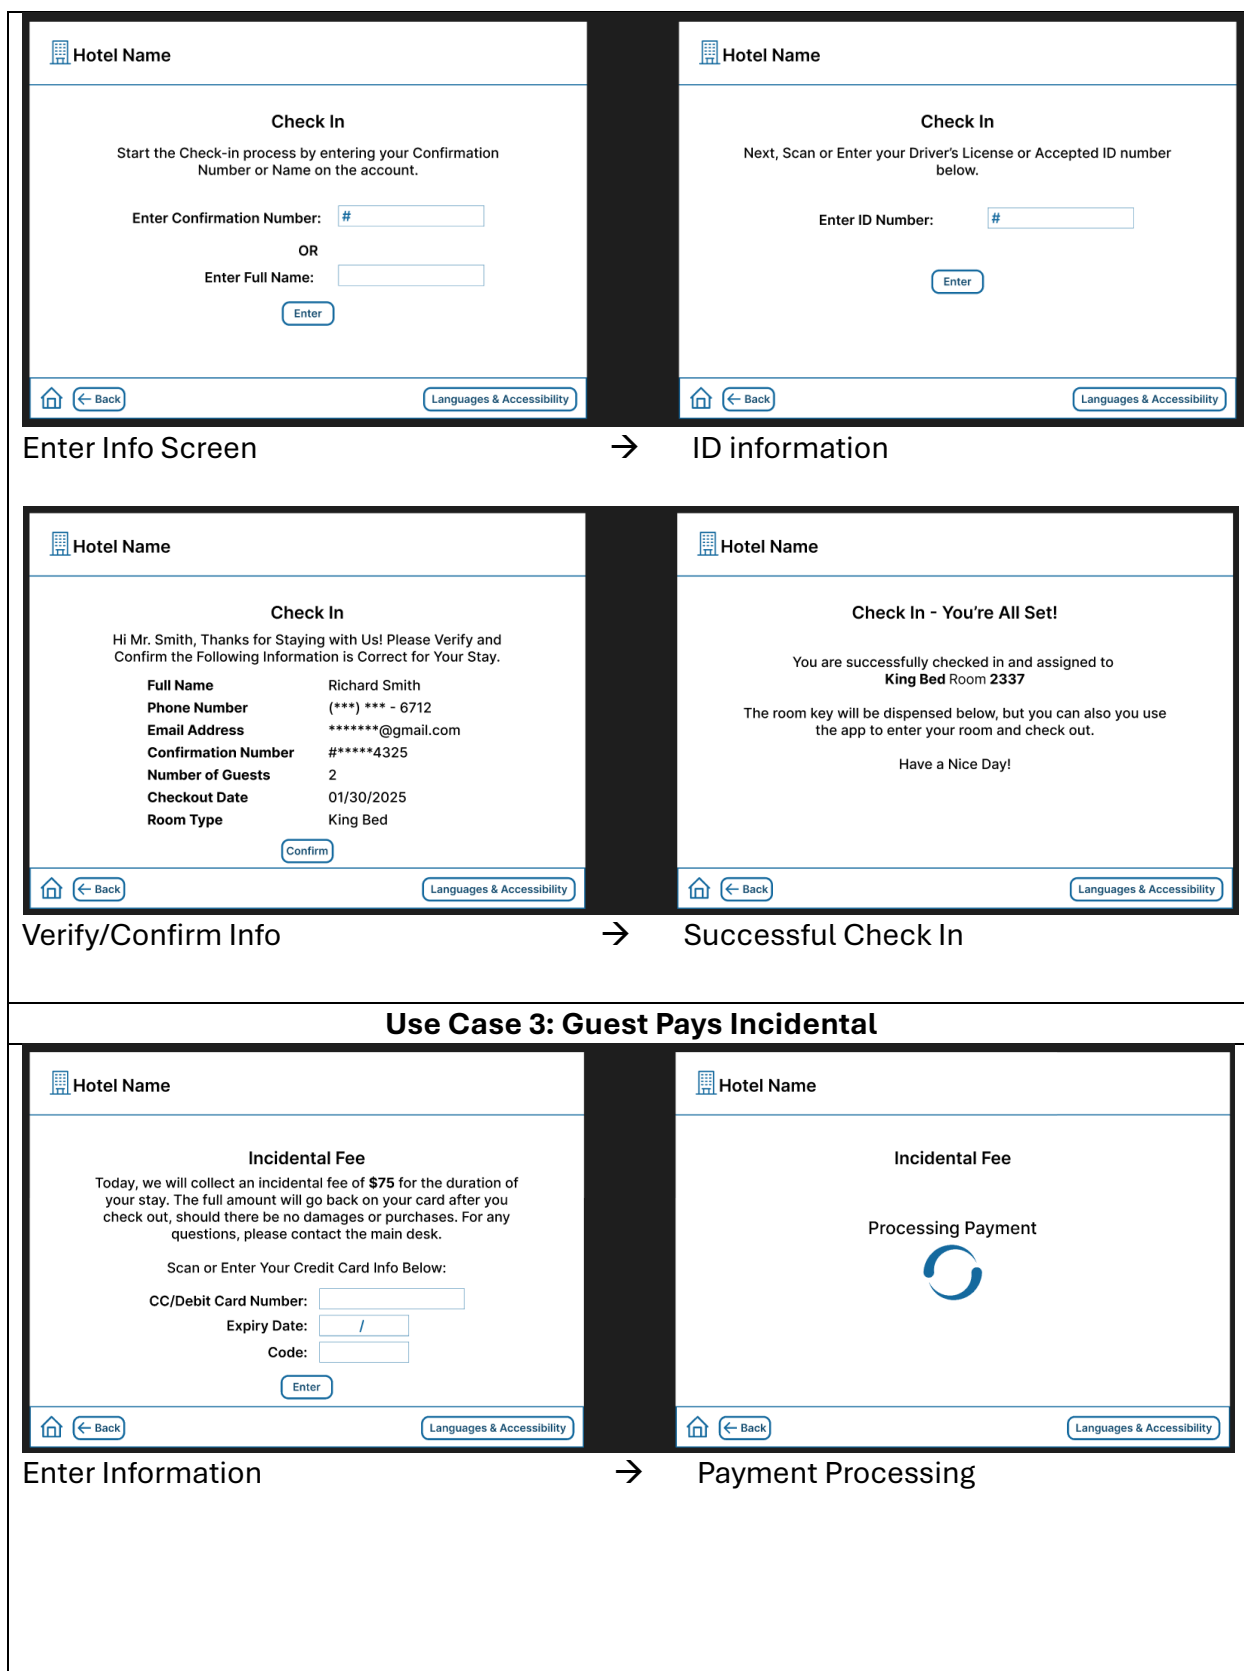 Hotel Name
Check In
Start the Check-in process by entering your Confirmation
Number or Name on the account.
Enter Confirmation Number: #
OR
Enter Full Name:
Enter
← Back
Languages & Accessibility
Hotel Name
Check In
Next, Scan or Enter your Driver's License or Accepted ID number
below.
Enter ID Number: #
Enter
← Back
Languages & Accessibility
Enter Info Screen → ID information
Hotel Name
Check In
Hi Mr. Smith, Thanks for Staying with Us! Please Verify and
Confirm the Following Information is Correct for Your Stay.
Full Name Richard Smith
Phone Number (***) *** - 6712
Email Address *******@gmail.com
Confirmation Number #*****4325
Number of Guests 2
Checkout Date 01/30/2025
Room Type King Bed
Confirm
← Back
Languages & Accessibility
Hotel Name
Check In - You're All Set!
You are successfully checked in and assigned to
King Bed Room 2337
The room key will be dispensed below, but you can also you use
the app to enter your room and check out.
Have a Nice Day!
← Back
Languages & Accessibility
Verify/Confirm Info → Successful Check In
Use Case 3: Guest Pays Incidental
Hotel Name
Incidental Fee
Today, we will collect an incidental fee of $75 for the duration of
your stay. The full amount will go back on your card after you
check out, should there be no damages or purchases. For any
questions, please contact the main desk.
Scan or Enter Your Credit Card Info Below:
CC/Debit Card Number:
Expiry Date: /
Code:
Enter
← Back
Languages & Accessibility
Hotel Name
Incidental Fee
Processing Payment
← Back
Languages & Accessibility
Enter Information → Payment Processing